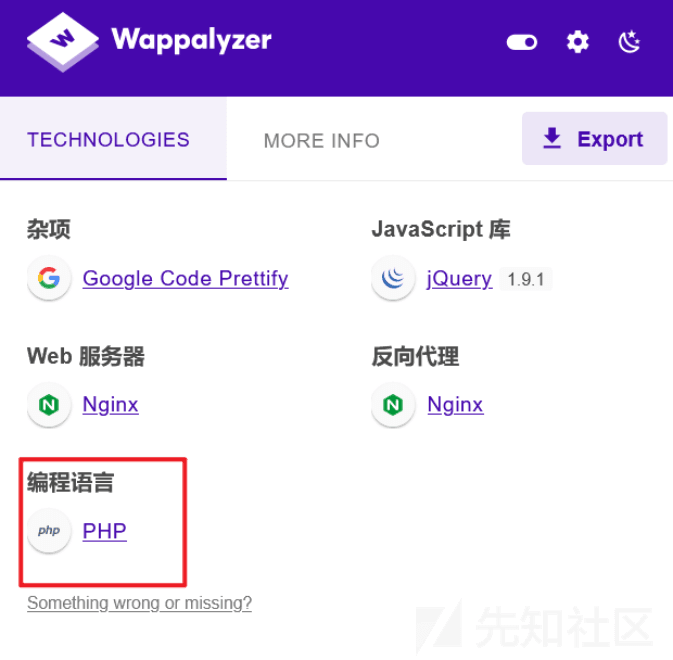 Wappalyzer
TECHNOLOGIES
MORE INFO
Export
杂项
JavaScript 库
Google Code Prettify
jQuery 1.9.1
Web 服务器
反向代理
Nginx
Nginx
编程语言
php PHP
Something wrong or missing?
先知社区